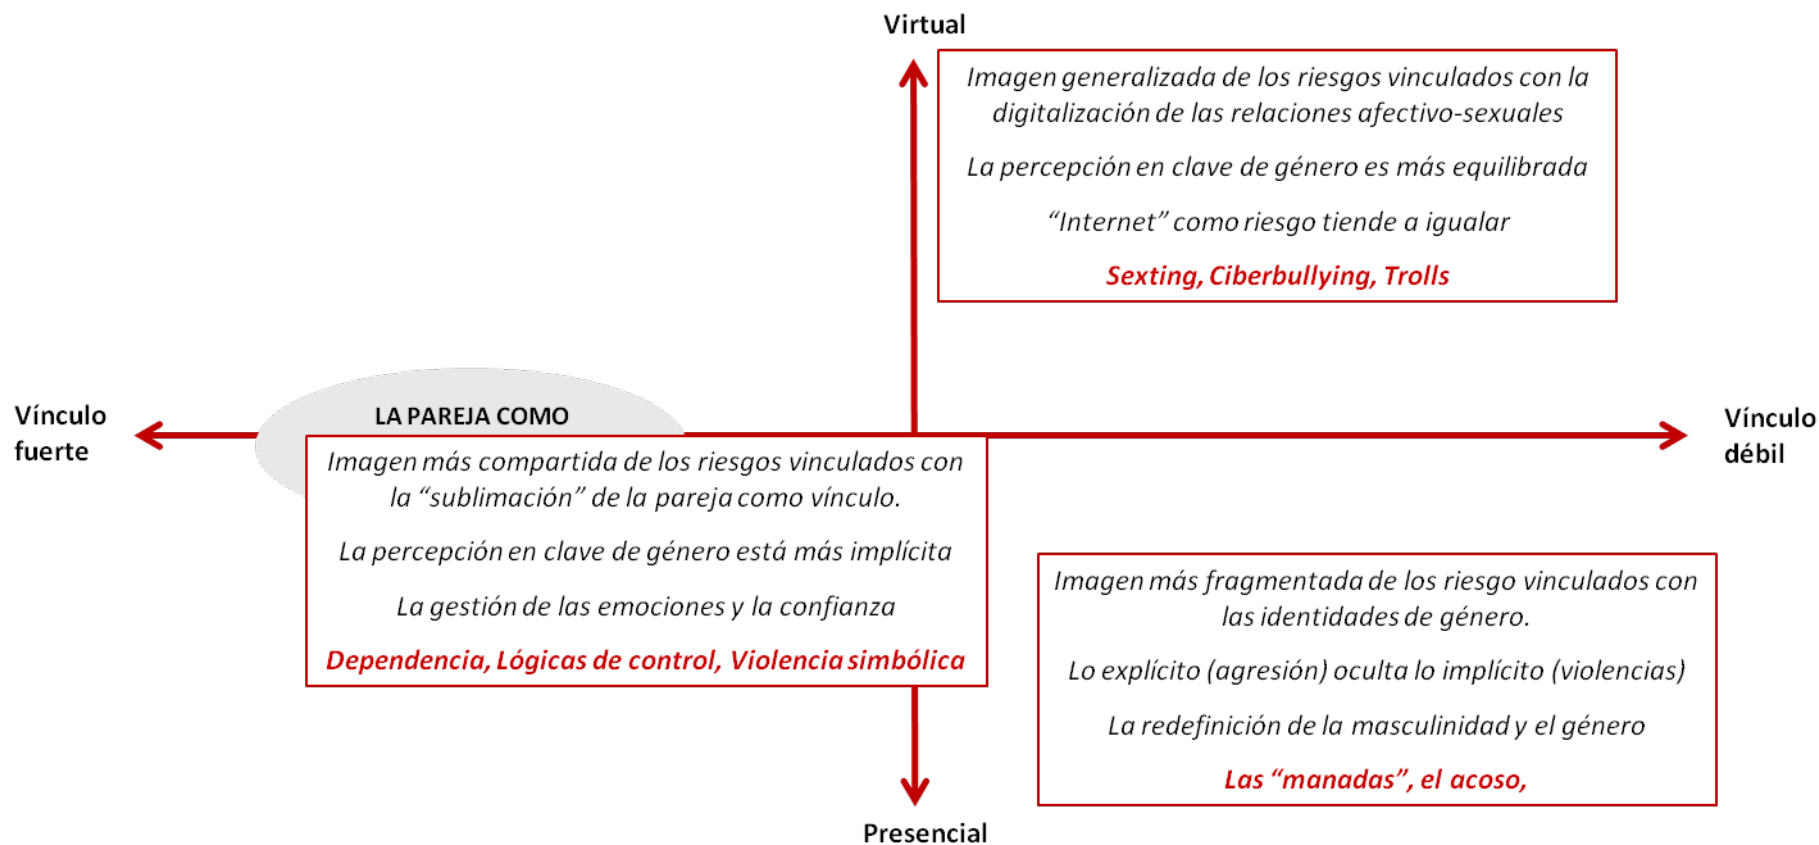 Virtual
Imagen generalizada de los riesgos vinculados con la
digitalización de las relaciones afectivo-sexuales
La percepción en clave de género es más equilibrada
“Internet” como riesgo tiende a igualar
Sexting, Ciberbullying, Trolls
Vínculo
fuerte
LA PAREJA COMO
Vínculo
débil
Imagen más compartida de los riesgos vinculados con
la “sublimación” de la pareja como vínculo.
La percepción en clave de género está más implícita
La gestión de las emociones y la confianza
Dependencia, Lógicas de control, Violencia simbólica
Imagen más fragmentada de los riesgo vinculados con
las identidades de género.
Lo explícito (agresión) oculta lo implícito (violencias)
La redefinición de la masculinidad y el género
Las “manadas”, el acoso,
Presencial